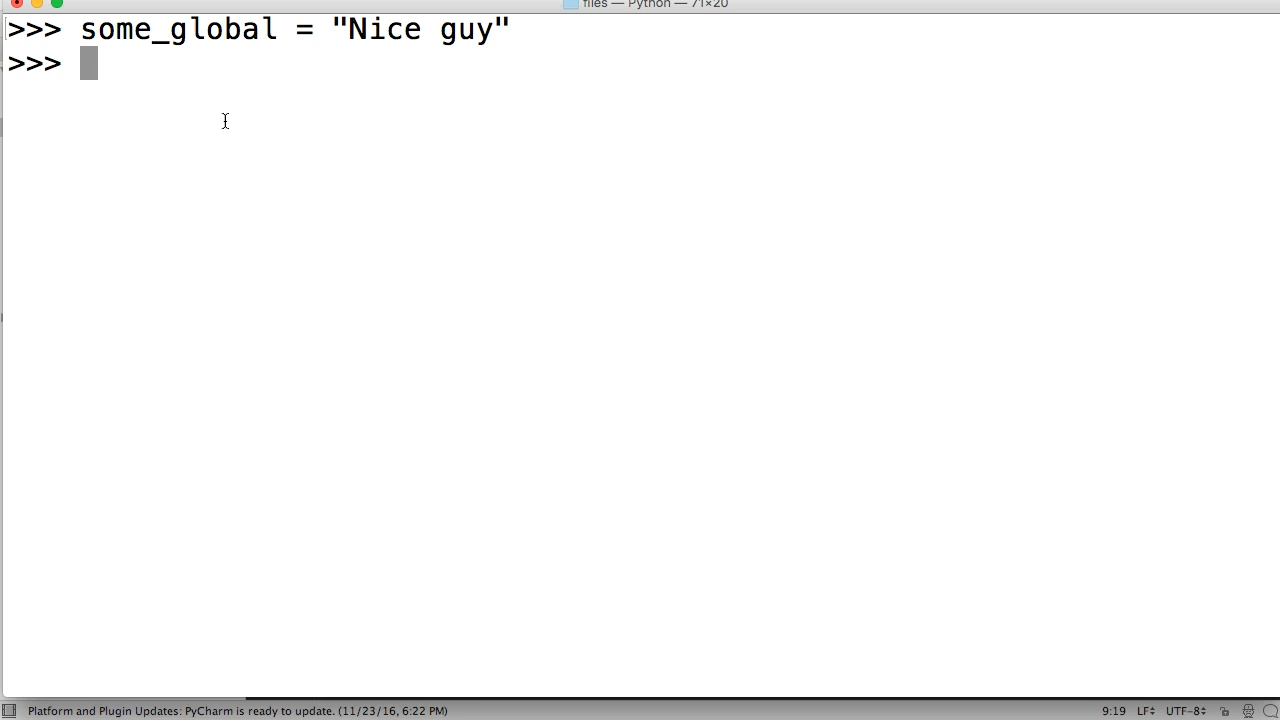 files — Python — 71×20
>>> some_global = "Nice guy"
>>>
Platform and Plugin Updates: PyCharm is ready to update. (11/23/16, 6:22 PM)
9:19 LF÷ UTF-8÷